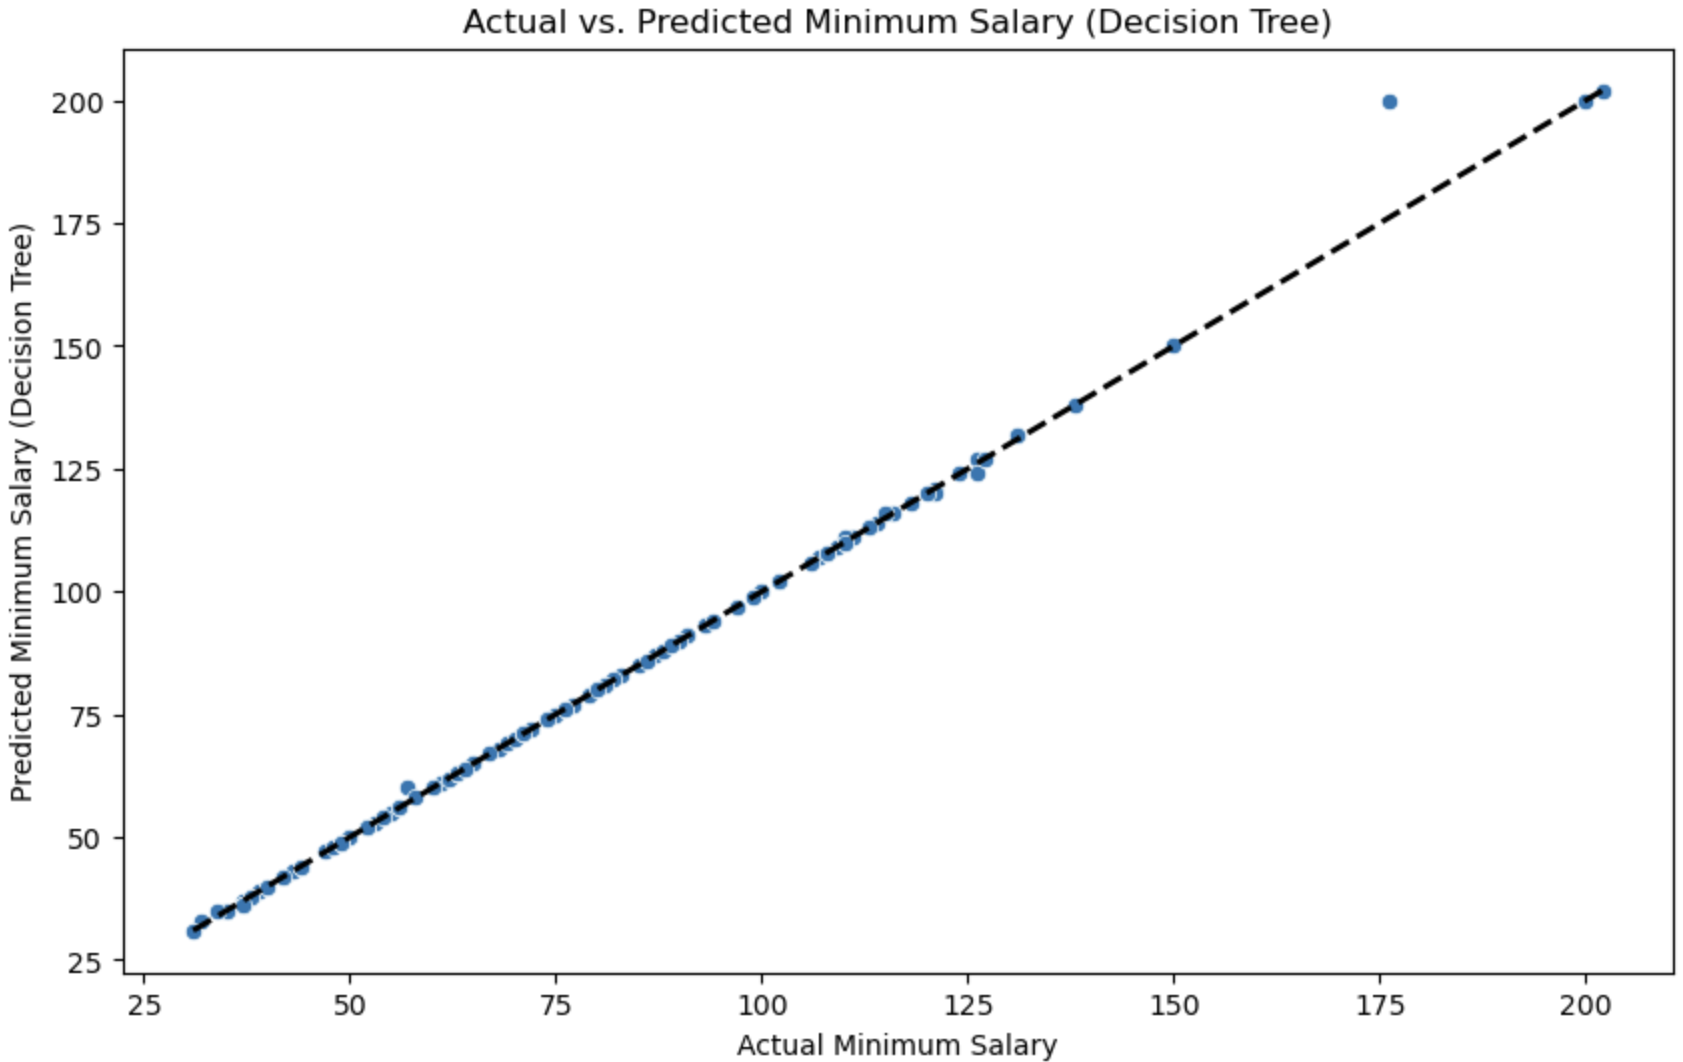 Actual vs. Predicted Minimum Salary (Decision Tree)
Predicted Minimum Salary (Decision Tree)
200
175
150
125
100
75
50
25
25 50 75 100 125 150 175 200
Actual Minimum Salary